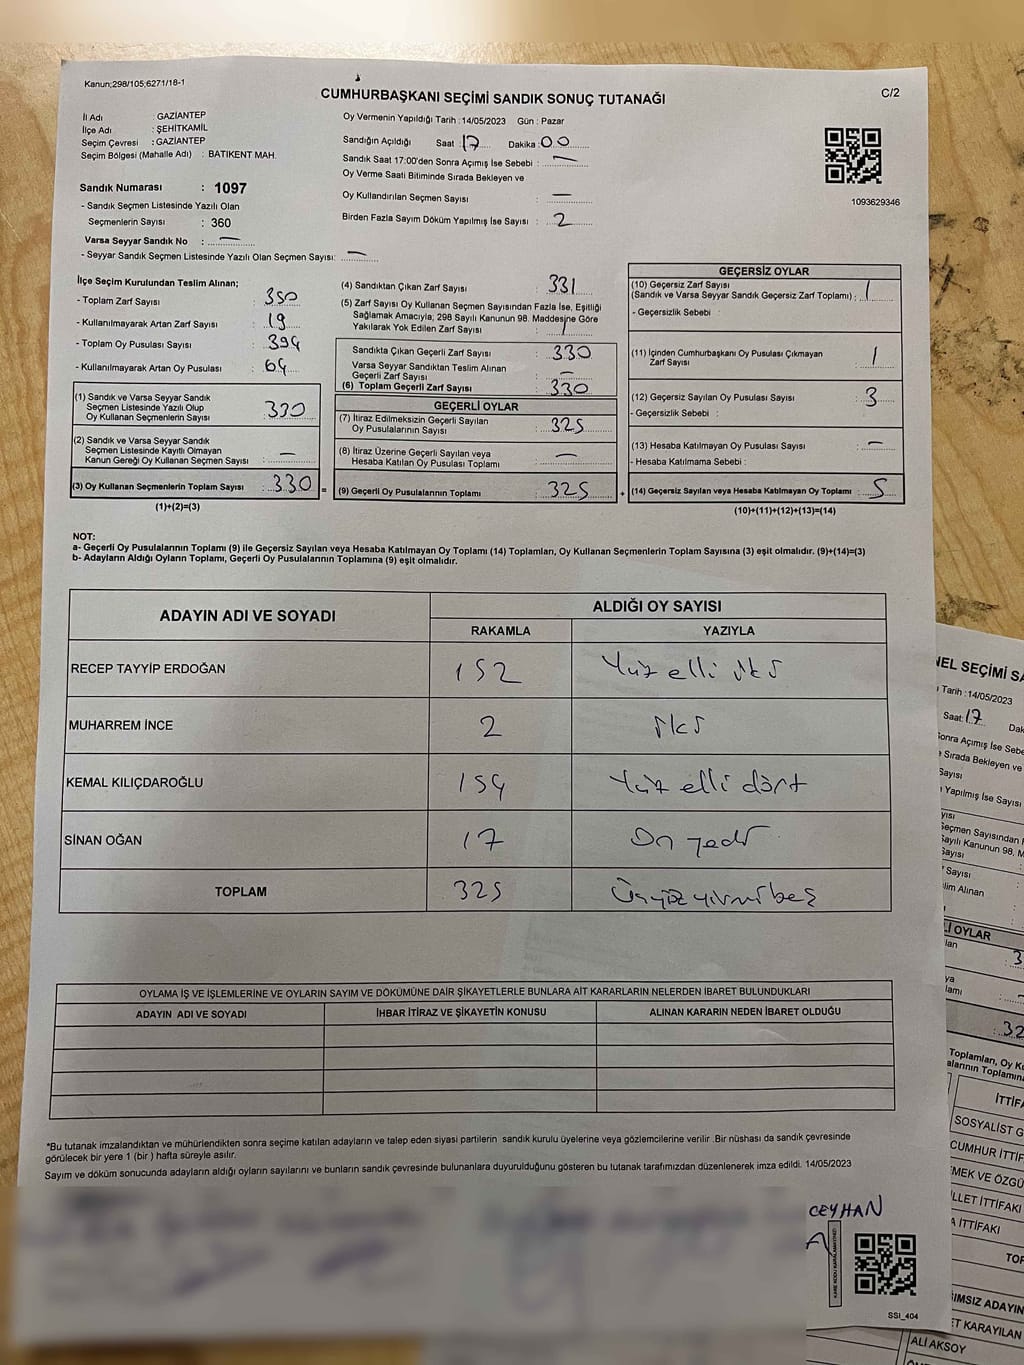 Kanun;298/105;6271/18-1
CUMHURBAŞKANI SEÇİMİ SANDIK SONUÇ TUTANAĞI
C/2
İl Adı : GAZİANTEP
İlçe Adı : ŞEHİTKAMİL
Seçim Çevresi : GAZİANTEP
Seçim Bölgesi (Mahalle Adı) : BATIKENT MAH.
Sandık Numarası : 1097
- Sandık Seçmen Listesinde Yazılı Olan
Seçmenlerin Sayısı : 360
Varsa Seyyar Sandık No : —
- Seyyar Sandık Seçmen Listesinde Yazılı Olan Seçmen Sayısı: —
Oy Vermenin Yapıldığı Tarih : 14/05/2023 Gün : Pazar
Sandığın Açıldığı Saat : 17 Dakika : 00
Sandık Saat 17:00'den Sonra Açımış İse Sebebi : —
Oy Verme Saati Bitiminde Sırada Bekleyen ve
Oy Kullandırılan Seçmen Sayısı : —
Birden Fazla Sayım Döküm Yapılmış İse Sayısı : 2
1093629346
İlçe Seçim Kurulundan Teslim Alınan;
- Toplam Zarf Sayısı : 350
- Kullanılmayarak Artan Zarf Sayısı : 19
- Toplam Oy Pusulası Sayısı : 394
- Kullanılmayarak Artan Oy Pusulası : 64
(1) Sandık ve Varsa Seyyar Sandık
Seçmen Listesinde Yazılı Olup
Oy Kullanan Seçmenlerin Sayısı : 330
(2) Sandık ve Varsa Seyyar Sandık
Seçmen Listesinde Kayıtlı Olmayan
Kanun Gereği Oy Kullanan Seçmen Sayısı : —
(3) Oy Kullanan Seçmenlerin Toplam Sayısı : 330 =
(1)+(2)=(3)
(4) Sandıktan Çıkan Zarf Sayısı : 331
(5) Zarf Sayısı Oy Kullanan Seçmen Sayısından Fazla İse, Eşitliği
Sağlamak Amacıyla; 298 Sayılı Kanunun 98. Maddesine Göre
Yakılarak Yok Edilen Zarf Sayısı : 1
Sandıkta Çıkan Geçerli Zarf Sayısı : 330
Varsa Seyyar Sandıktan Teslim Alınan
Geçerli Zarf Sayısı : —
(6) Toplam Geçerli Zarf Sayısı : 330
GEÇERLİ OYLAR
(7) İtiraz Edilmeksizin Geçerli Sayılan
Oy Pusulalarının Sayısı : 325
(8) İtiraz Üzerine Geçerli Sayılan veya
Hesaba Katılan Oy Pusulası Toplamı : —
(9) Geçerli Oy Pusulalarının Toplamı : 325 +
GEÇERSİZ OYLAR
(10) Geçersiz Zarf Sayısı
(Sandık ve Varsa Seyyar Sandık Geçersiz Zarf Toplamı) : 1
- Geçersizlik Sebebi :
(11) İçinden Cumhurbaşkanı Oy Pusulası Çıkmayan
Zarf Sayısı : 1
(12) Geçersiz Sayılan Oy Pusulası Sayısı : 3
-Geçersizlik Sebebi :
(13) Hesaba Katılmayan Oy Pusulası Sayısı : —
- Hesaba Katılmama Sebebi :
(14) Geçersiz Sayılan veya Hesaba Katılmayan Oy Toplamı : 5
(10)+(11)+(12)+(13)=(14)
NOT:
a- Geçerli Oy Pusulalarının Toplamı (9) ile Geçersiz Sayılan veya Hesaba Katılmayan Oy Toplamı (14) Toplamları, Oy Kullanan Seçmenlerin Toplam Sayısına (3) eşit olmalıdır. (9)+(14)=(3)
b- Adayların Aldığı Oyların Toplamı, Geçerli Oy Pusulalarının Toplamına (9) eşit olmalıdır.
ADAYIN ADI VE SOYADI ALDIĞI OY SAYISI
RAKAMLA YAZIYLA
RECEP TAYYİP ERDOĞAN 152 Yüz elli iki
MUHARREM İNCE 2 iki
KEMAL KILIÇDAROĞLU 154 Yüz elli dört
SİNAN OĞAN 17 On yedi
TOPLAM 325 Üçyüz yirmi beş
OYLAMA İŞ VE İŞLEMLERİNE VE OYLARIN SAYIM VE DÖKÜMÜNE DAİR ŞİKAYETLERLE BUNLARA AİT KARARLARIN NELERDEN İBARET BULUNDUKLARI
ADAYIN ADI VE SOYADI İHBAR İTİRAZ VE ŞİKAYETİN KONUSU ALINAN KARARIN NEDEN İBARET OLDUĞU
*Bu tutanak imzalandıktan ve mühürlendikten sonra seçime katılan adayların ve talep eden siyasi partilerin sandık kurulu üyelerine veya gözlemcilerine verilir .Bir nüshası da sandık çevresinde
görülecek bir yere 1 (bir ) hafta süreyle asılır.
Sayım ve döküm sonucunda adayların aldığı oyların sayılarını ve bunların sandık çevresinde bulunanlara duyurulduğunu gösteren bu tutanak tarafımızdan düzenlenerek imza edildi. 14/05/2023
CEYHAN
A
KARE KODU KARALAMAYINIZ!
SSI_404
NEL SEÇİMİ SA
Tarih :14/05/2023
Saat: 17 Dak
Sonra Açımış İse Sebe
Sırada Bekleyen ve
Sayısı
Yapılmış İse Sayısı
yısı
Seçmen Sayısından
Sayılı Kanunun 98. M
Sayısı
Sayısı
lim Alınan
Lİ OYLAR
lan 3
ya
lamı
32
Toplamları, Oy Ku
alarının Toplamına
İTTİFA
SOSYALİST G
CUMHUR İTTİF
MEK VE ÖZGÜ
LLET İTTİFAKI
A İTTİFAKI
TOP
IMSIZ ADAYIN
ET KARAYILAN
ALİ AKSOY